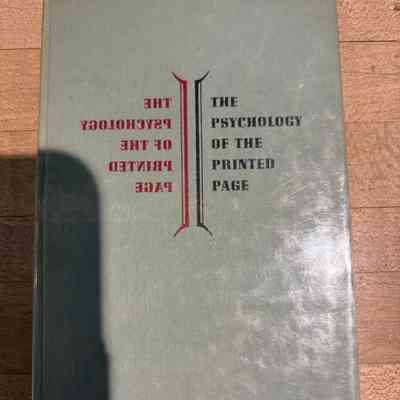 THE
PSYCHOLOGY
OF THE
PRINTED
PAGE
THE
PSYCHOLOGY
OF THE
PRINTED
PAGE